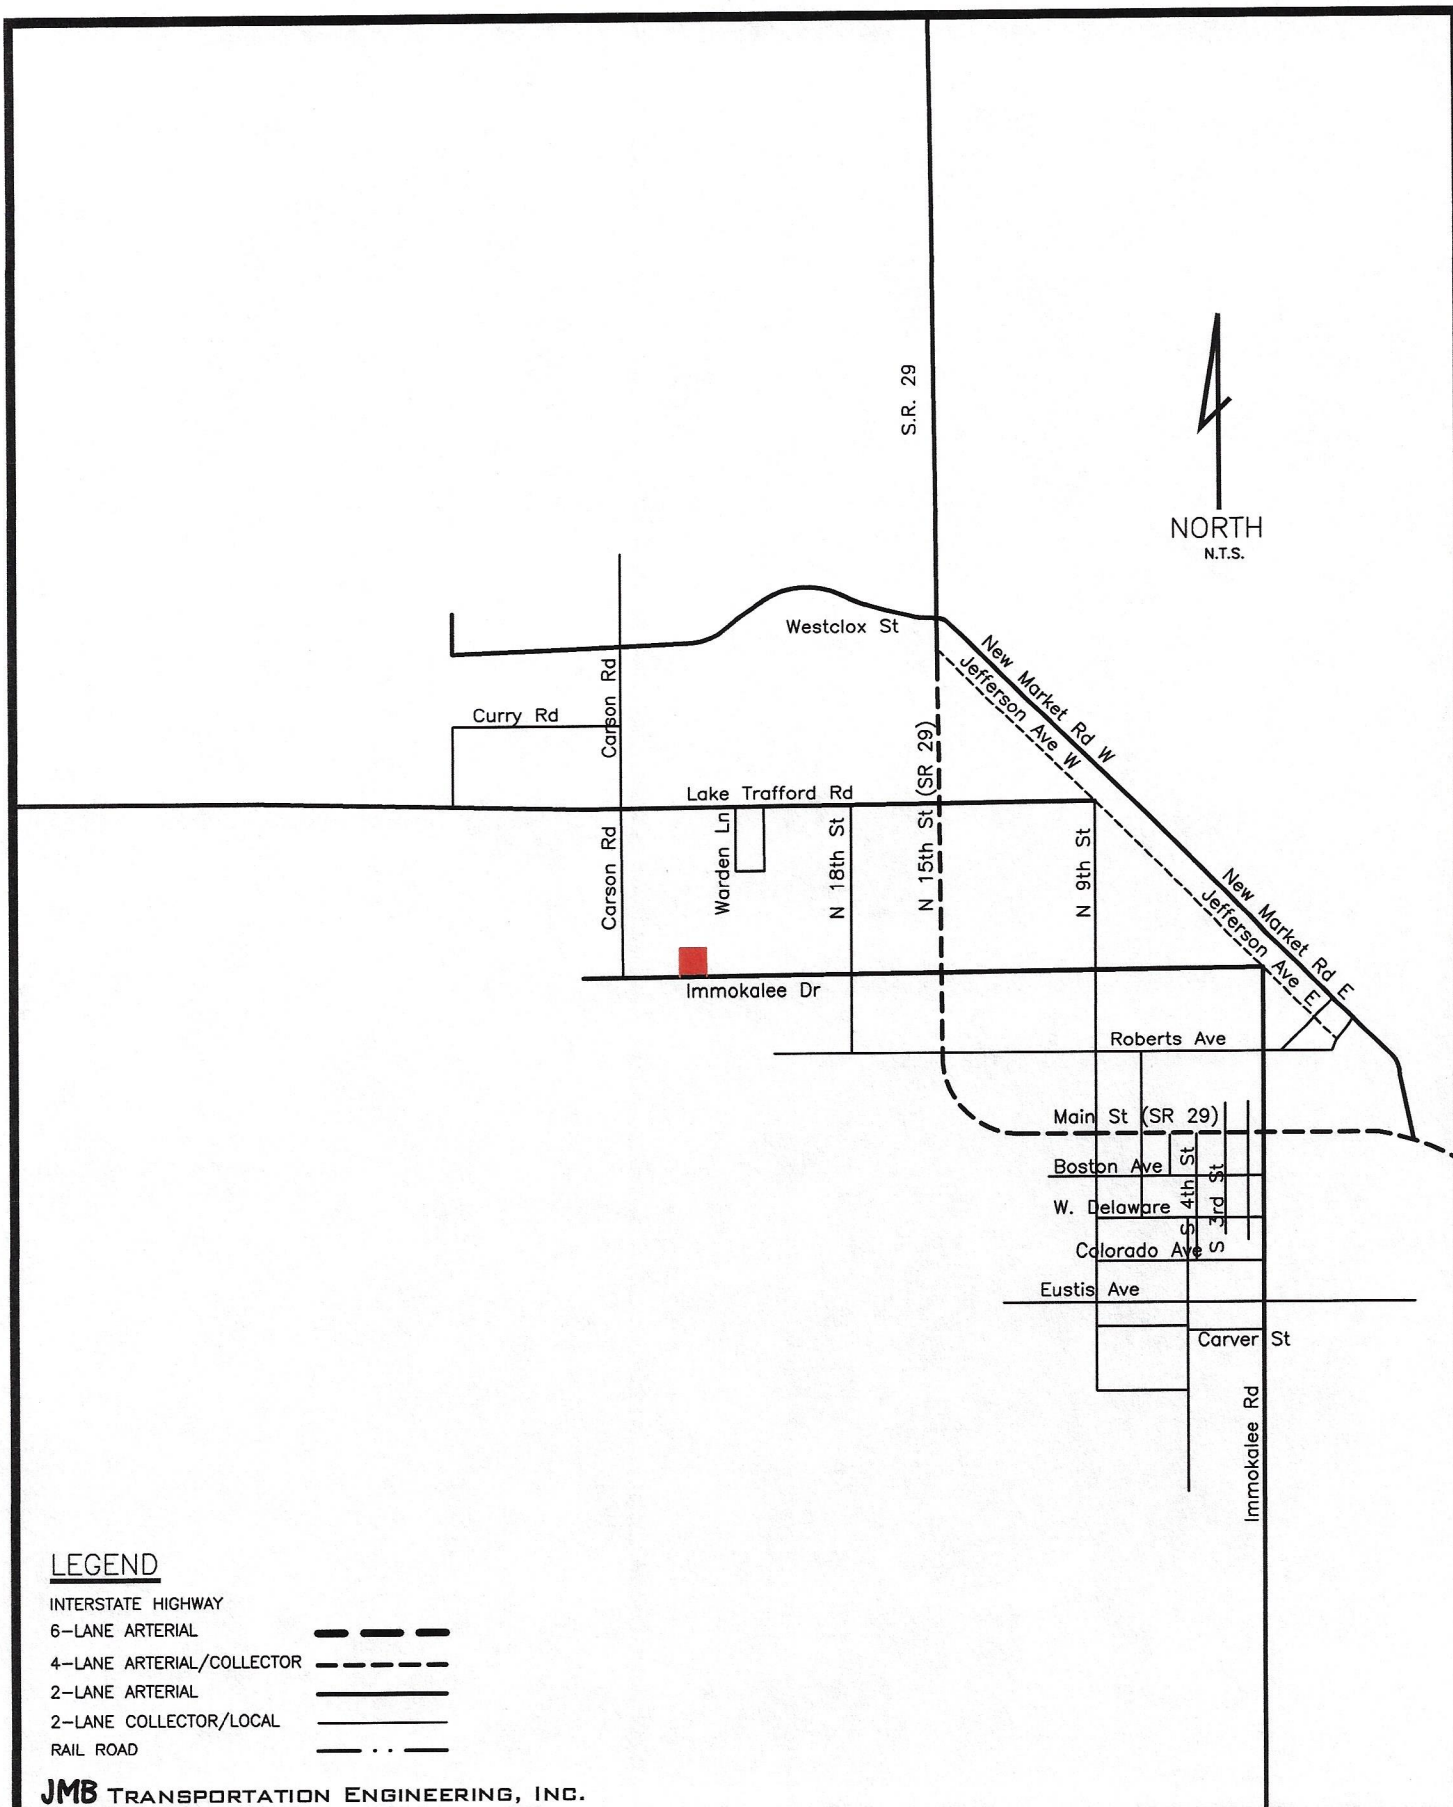 S.R. 29
NORTH
N.T.S.
Westclox St
New Market Rd W
Jefferson Ave W
Carson Rd
Curry Rd
N 15th St (SR 29)
Lake Trafford Rd
Carson Rd
Warden Ln
N 18th St
N 9th St
New Market Rd E
Jefferson Ave E
Immokalee Dr
Roberts Ave
Main St (SR 29)
Boston Ave
S 4th St
S 3rd St
W. Delaware
Colorado Ave
Eustis Ave
Carver St
Immokalee Rd
LEGEND
INTERSTATE HIGHWAY
6-LANE ARTERIAL
4-LANE ARTERIAL/COLLECTOR
2-LANE ARTERIAL
2-LANE COLLECTOR/LOCAL
RAIL ROAD
JMB TRANSPORTATION ENGINEERING, INC.